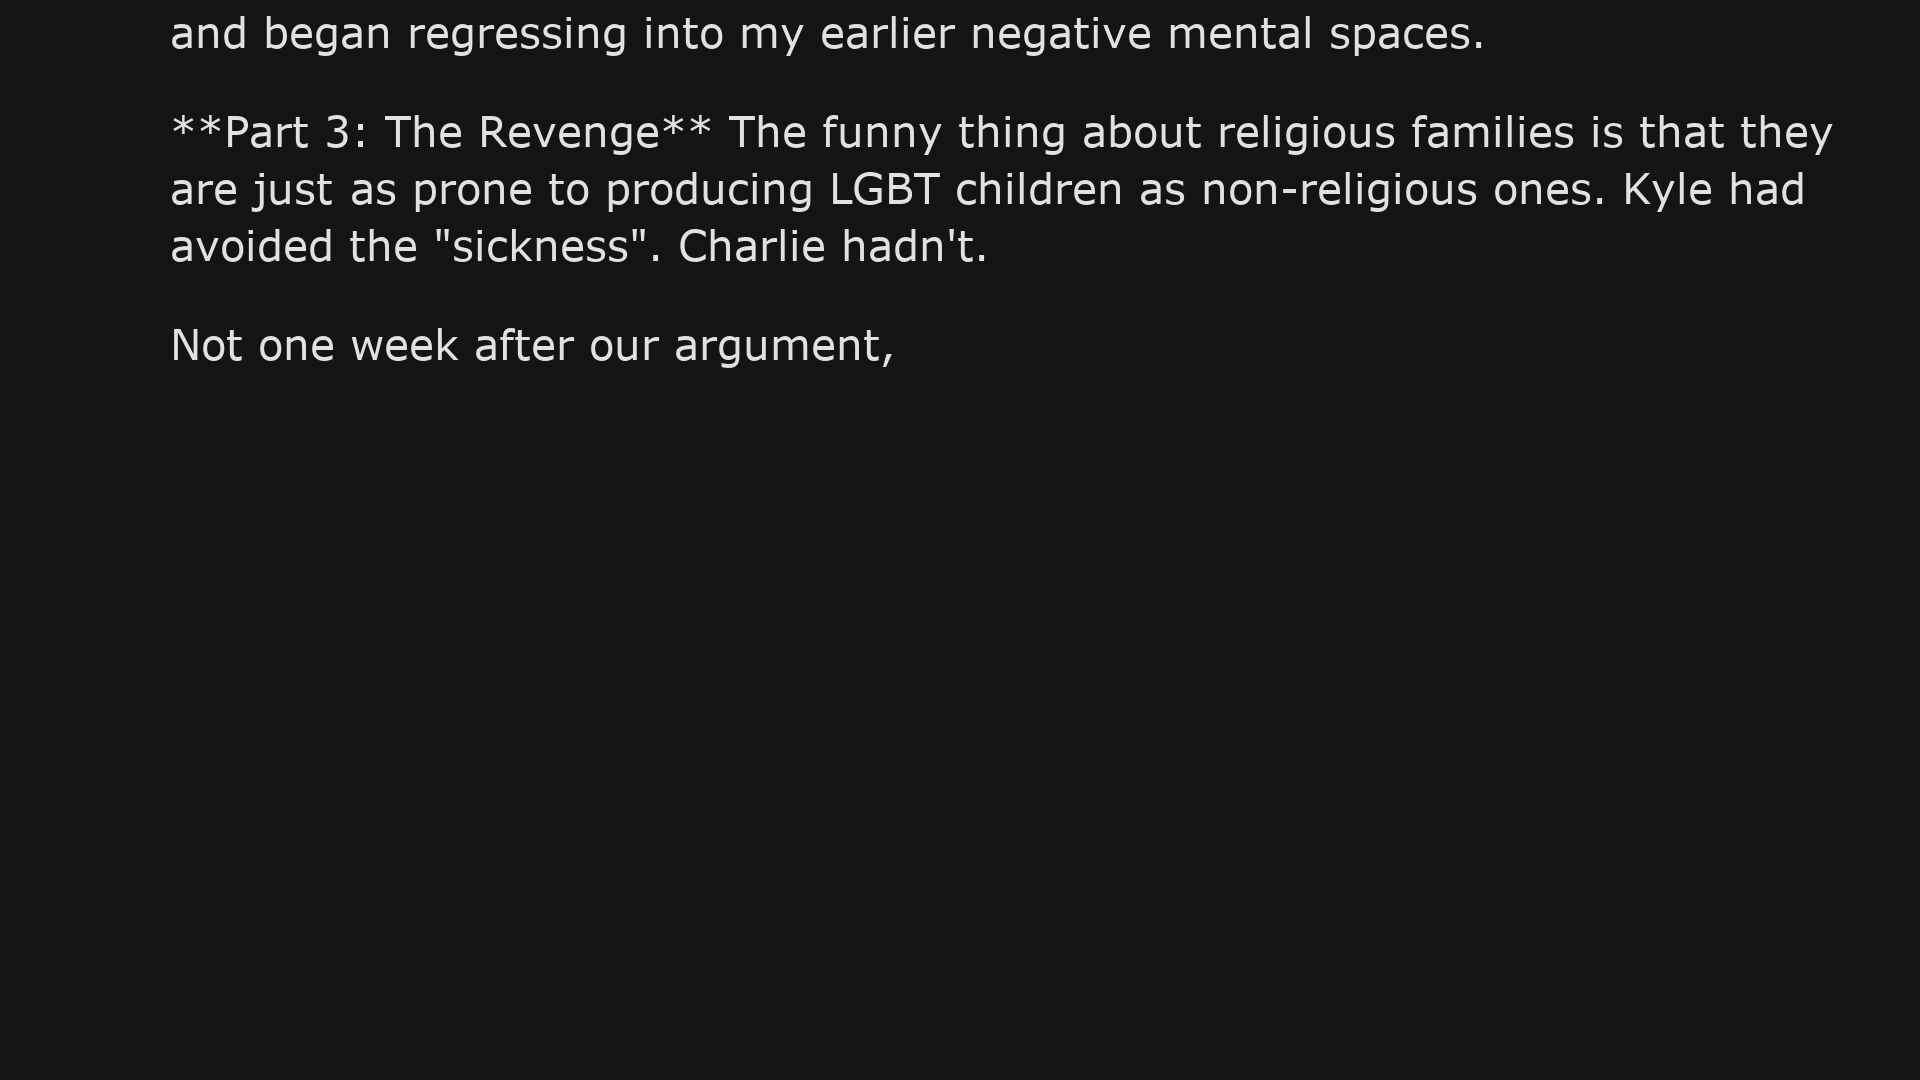 and began regressing into my earlier negative mental spaces.
**Part 3: The Revenge** The funny thing about religious families is that they
are just as prone to producing LGBT children as non-religious ones. Kyle had
avoided the "sickness". Charlie hadn't.
Not one week after our argument,